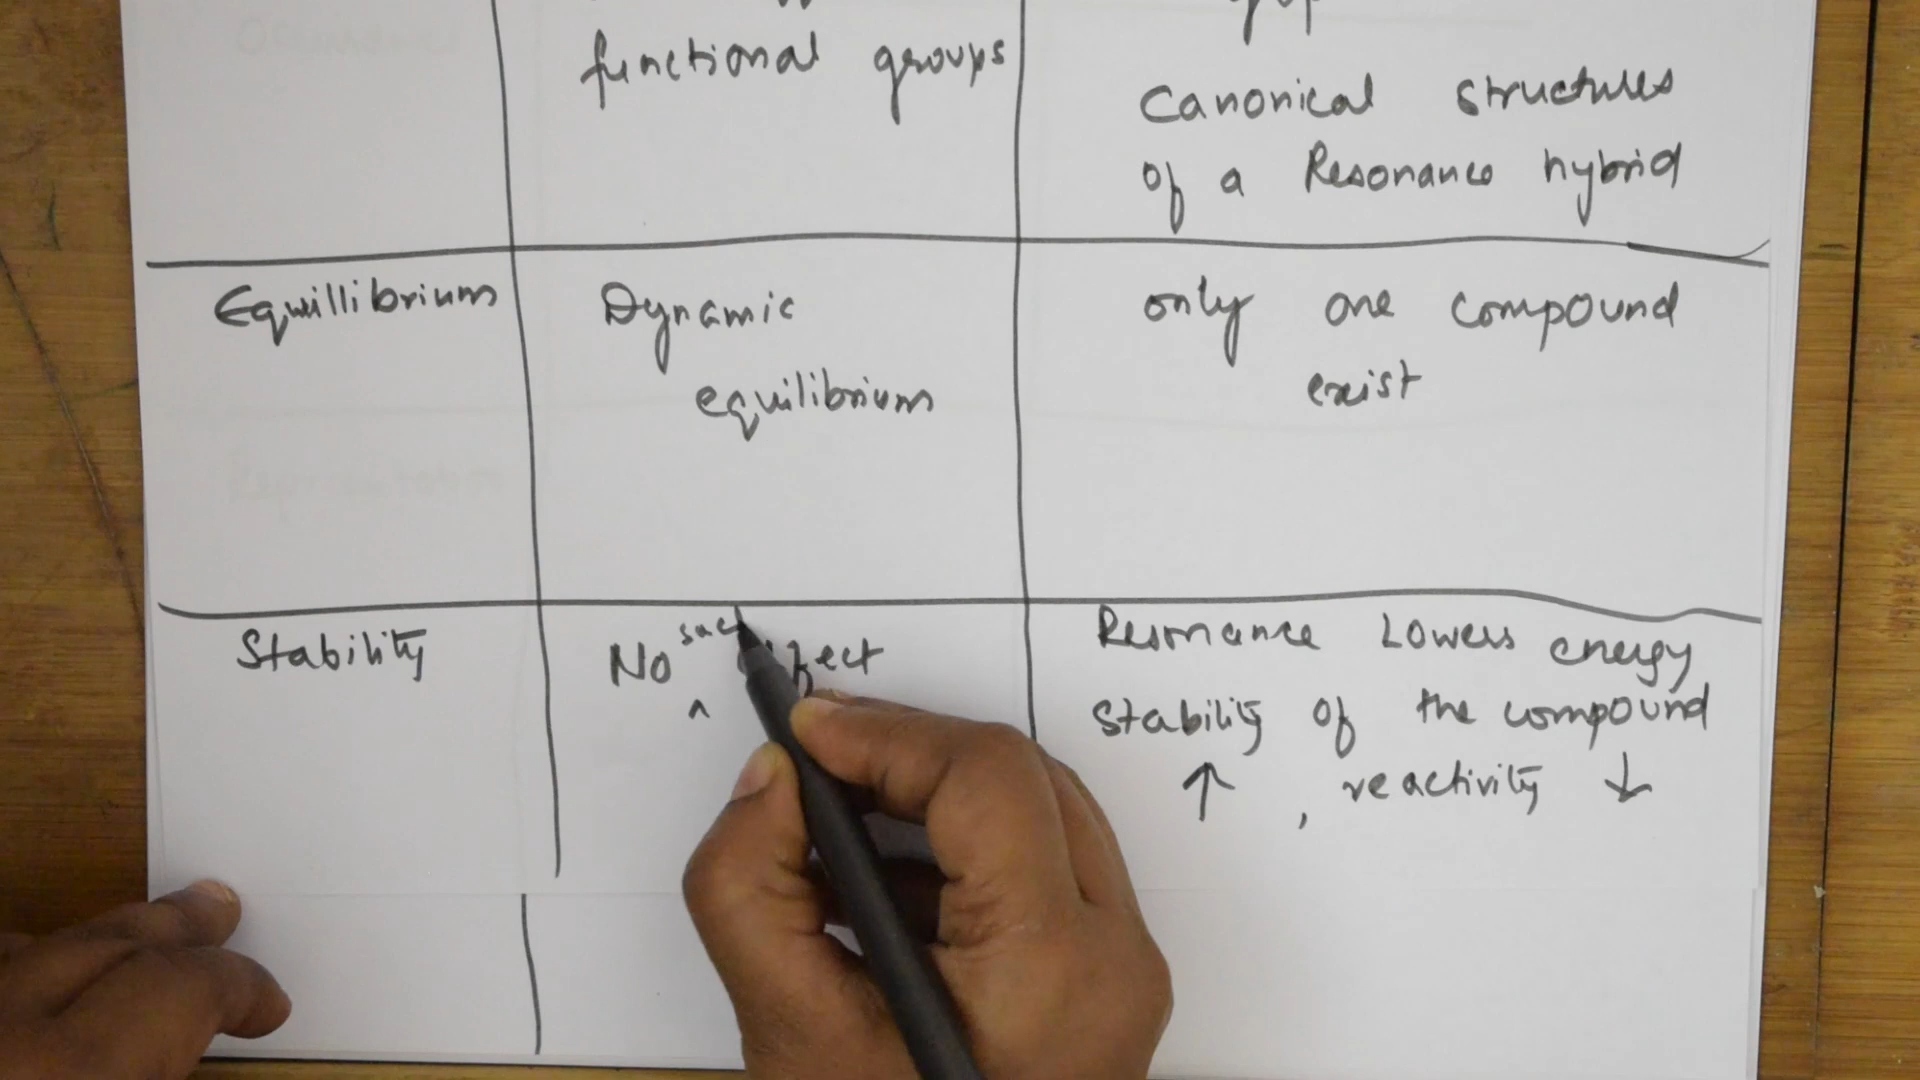 functional groups
Canonical structures
of a Resonance hybrid
Equillibrium
Dynamic
equilibrium
only one compound
exist
Stability
No effect
^
Resonance Lowers energy
stability of the compound
↑ , reactivity ↓